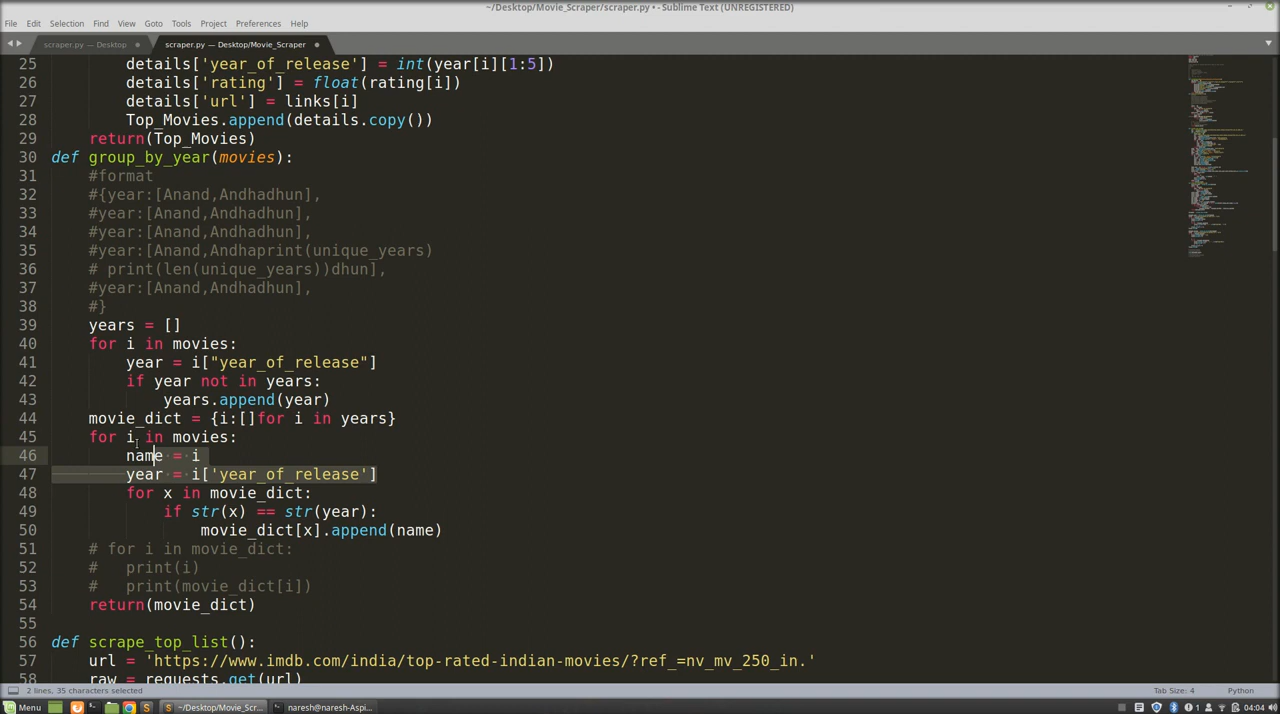 ~/Desktop/Movie_Scraper/scraper.py • - Sublime Text (UNREGISTERED)
File Edit Selection Find View Goto Tools Project Preferences Help
scraper.py — Desktop scraper.py — Desktop/Movie_Scraper
25 details['year_of_release'] = int(year[i][1:5])
26 details['rating'] = float(rating[i])
27 details['url'] = links[i]
28 Top_Movies.append(details.copy())
29 return(Top_Movies)
30 def group_by_year(movies):
31 #format
32 #{year:[Anand,Andhadhun],
33 #year:[Anand,Andhadhun],
34 #year:[Anand,Andhadhun],
35 #year:[Anand,Andhaprint(unique_years)
36 # print(len(unique_years))dhun],
37 #year:[Anand,Andhadhun],
38 #}
39 years = []
40 for i in movies:
41 year = i["year_of_release"]
42 if year not in years:
43 years.append(year)
44 movie_dict = {i:[]for i in years}
45 for i in movies:
46 name = i
47 year = i['year_of_release']
48 for x in movie_dict:
49 if str(x) == str(year):
50 movie_dict[x].append(name)
51 # for i in movie_dict:
52 # print(i)
53 # print(movie_dict[i])
54 return(movie_dict)
55
56 def scrape_top_list():
57 url = 'https://www.imdb.com/india/top-rated-indian-movies/?ref_=nv_mv_250_in.'
58 raw = requests.get(url)
2 lines, 35 characters selected Tab Size: 4 Python
Menu ~/Desktop/Movie_Scra... naresh@naresh-Aspi... 1 04:04